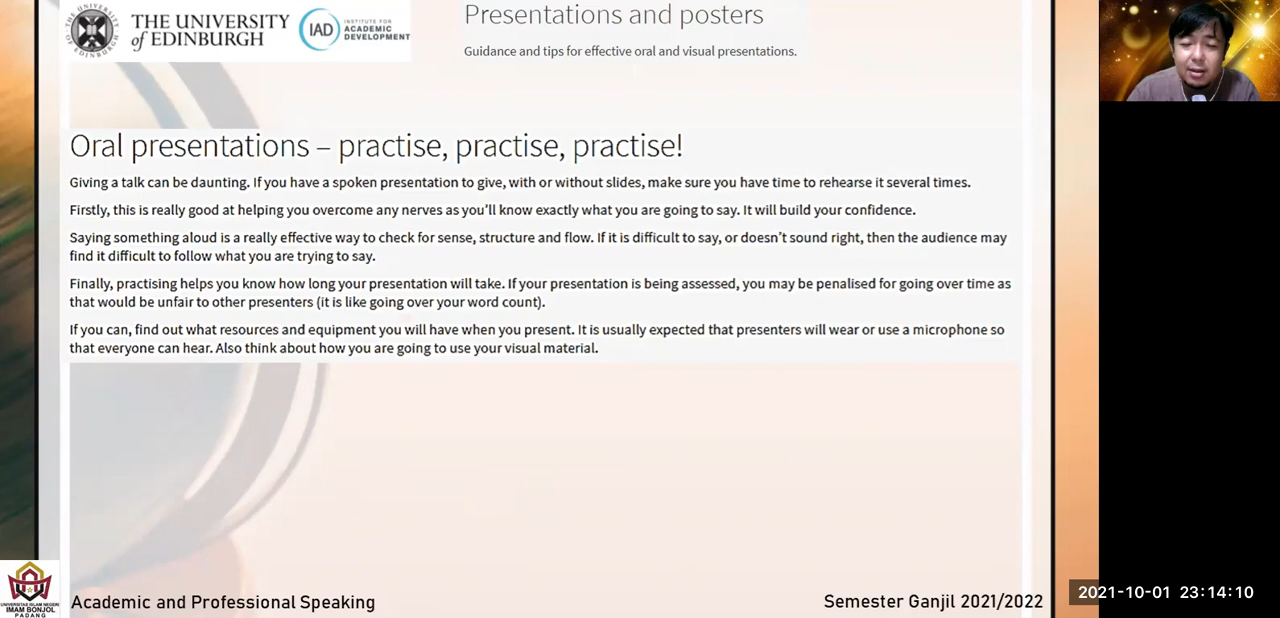 THE UNIVERSITY
of EDINBURGH
IAD
INSTITUTE FOR
ACADEMIC
DEVELOPMENT
Presentations and posters
Guidance and tips for effective oral and visual presentations.
Oral presentations – practise, practise, practise!
Giving a talk can be daunting. If you have a spoken presentation to give, with or without slides, make sure you have time to rehearse it several times.
Firstly, this is really good at helping you overcome any nerves as you’ll know exactly what you are going to say. It will build your confidence.
Saying something aloud is a really effective way to check for sense, structure and flow. If it is difficult to say, or doesn’t sound right, then the audience may
find it difficult to follow what you are trying to say.
Finally, practising helps you know how long your presentation will take. If your presentation is being assessed, you may be penalised for going over time as
that would be unfair to other presenters (it is like going over your word count).
If you can, find out what resources and equipment you will have when you present. It is usually expected that presenters will wear or use a microphone so
that everyone can hear. Also think about how you are going to use your visual material.
UNIVERSITAS ISLAM NEGERI
IMAM BONJOL
PADANG
Academic and Professional Speaking
Semester Ganjil 2021/2022
2021-10-01 23:14:10